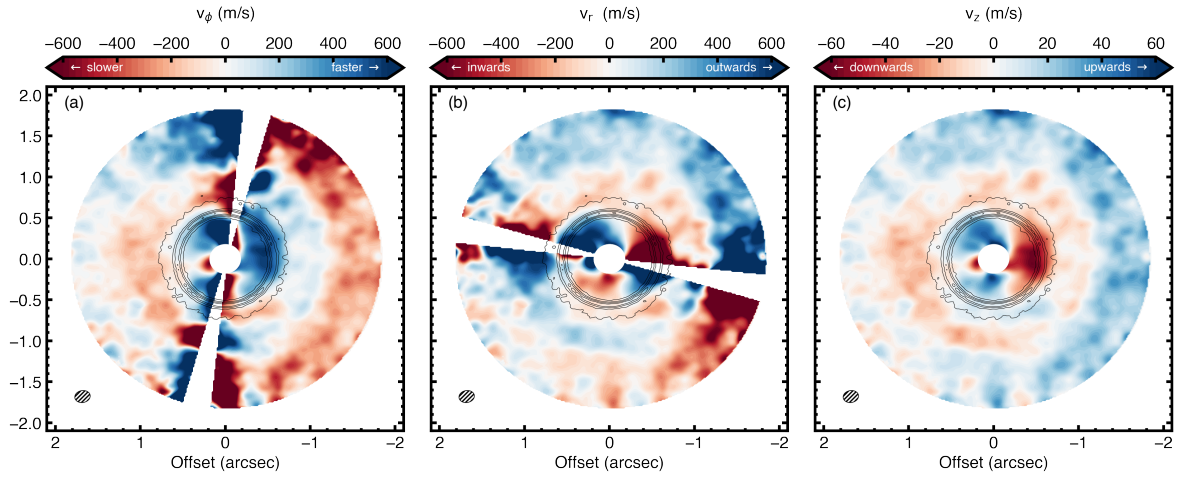 v_ϕ (m/s)
v_r (m/s)
v_z (m/s)
−600 −400 −200 0 200 400 600
−600 −400 −200 0 200 400 600
−60 −40 −20 0 20 40 60
← slower faster →
← inwards outwards →
← downwards upwards →
(a)
(b)
(c)
2.0
1.5
1.0
0.5
0.0
−0.5
−1.0
−1.5
−2.0
2 1 0 −1 −2
2 1 0 −1 −2
2 1 0 −1 −2
Offset (arcsec)
Offset (arcsec)
Offset (arcsec)